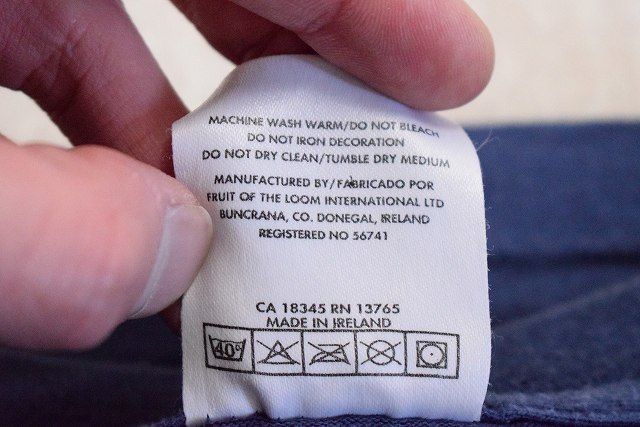 MACHINE WASH WARM/DO NOT BLEACH
DO NOT IRON DECORATION
DO NOT DRY CLEAN/TUMBLE DRY MEDIUM
MANUFACTURED BY/FABRICADO POR
FRUIT OF THE LOOM INTERNATIONAL LTD
BUNCRANA, CO. DONEGAL, IRELAND
REGISTERED NO 56741
CA 18345 RN 13765
MADE IN IRELAND
40°